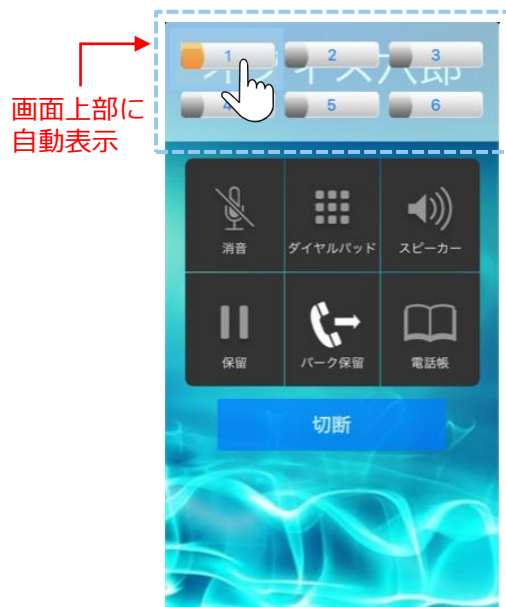 画面上部に
自動表示
1 2 3
4 5 6
消音 ダイヤルパッド スピーカー
保留 パーク保留 電話帳
切断